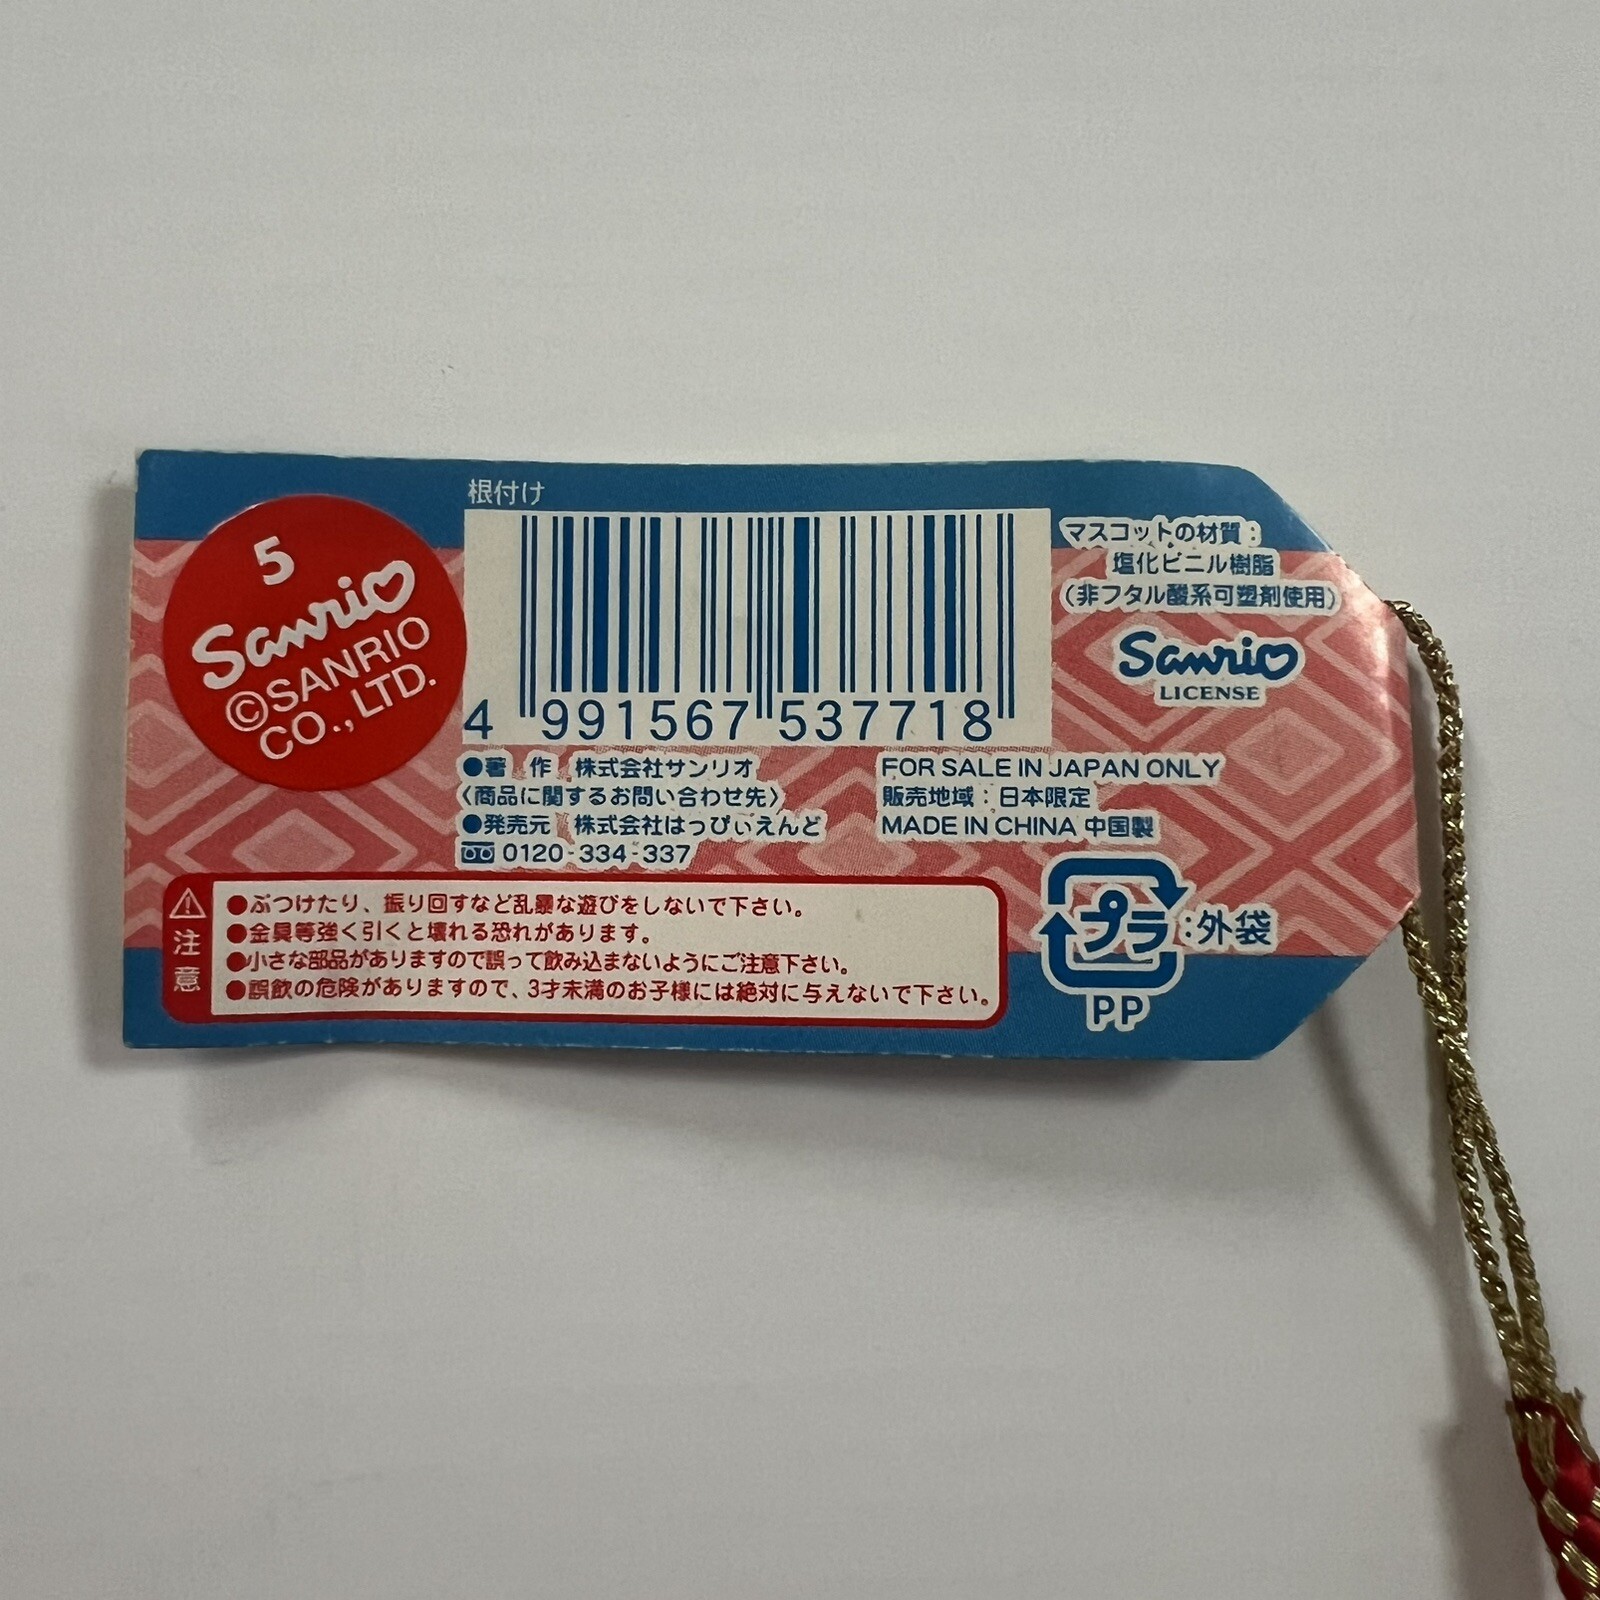 根付け
5
Sanrio
©SANRIO
CO., LTD.
4 991567 537718
マスコットの材質:
塩化ビニル樹脂
(非フタル酸系可塑剤使用)
Sanrio
LICENSE
●著 作 株式会社サンリオ
〈商品に関するお問い合わせ先〉
●発売元 株式会社はっぴぃえんど
0120-334-337
FOR SALE IN JAPAN ONLY
販売地域:日本限定
MADE IN CHINA 中国製
注意
●ぶつけたり、振り回すなど乱暴な遊びをしないで下さい。
●金具等強く引くと壊れる恐れがあります。
●小さな部品がありますので誤って飲み込まないようにご注意下さい。
●誤飲の危険がありますので、3才未満のお子様には絶対に与えないで下さい。
プラ:外袋
PP